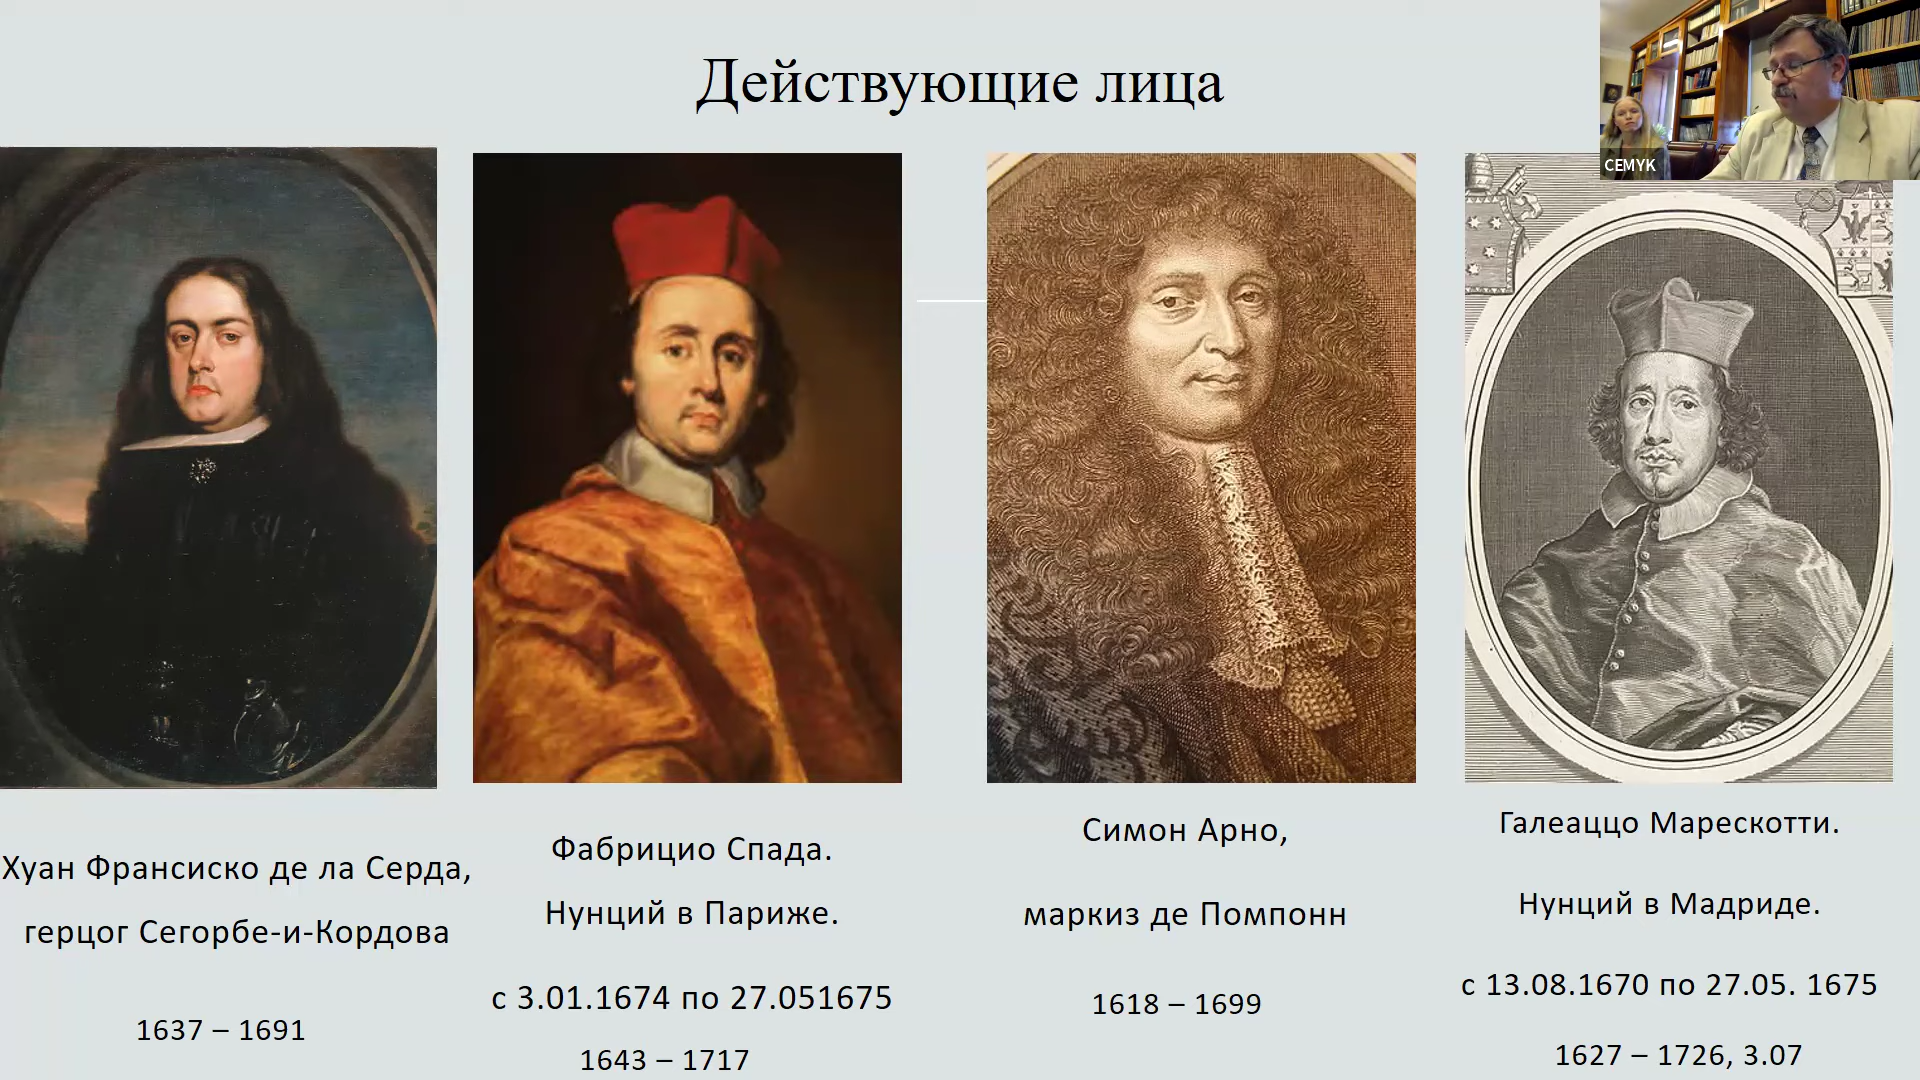 Действующие лица
CEMYK
Хуан Франсиско де ла Серда,
герцог Сегорбе-и-Кордова
1637 – 1691
Фабрицио Спада.
Нунций в Париже.
с 3.01.1674 по 27.051675
1643 – 1717
Симон Арно,
маркиз де Помпонн
1618 – 1699
Галеаццо Марескотти.
Нунций в Мадриде.
с 13.08.1670 по 27.05. 1675
1627 – 1726, 3.07